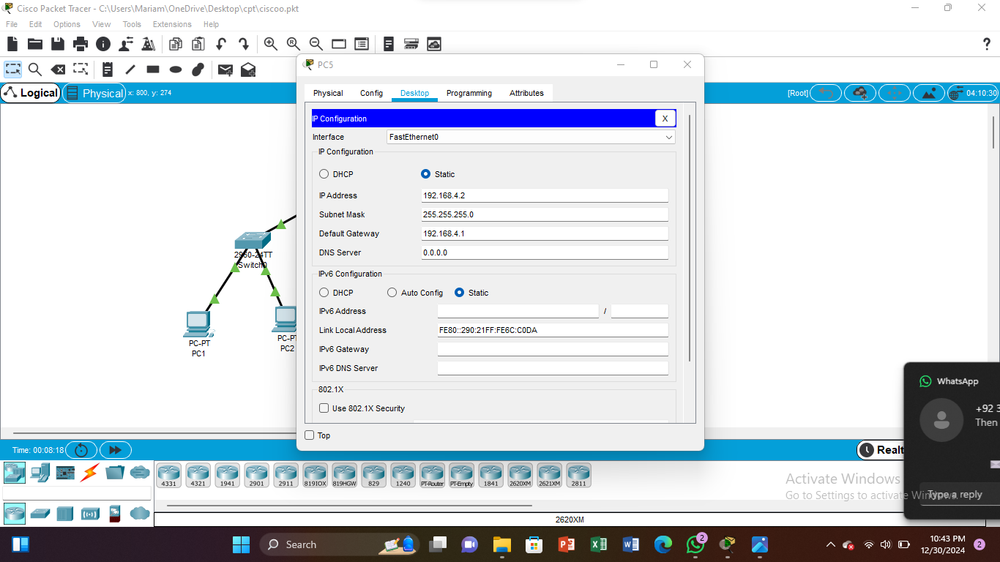 Cisco Packet Tracer - C:\Users\Mariam\OneDrive\Desktop\cpt\ciscoo.pkt
File Edit Options View Tools Extensions Help
PC5
Logical Physical x: 800, y: 274
[Root] 04:10:30
Physical Config Desktop Programming Attributes
IP Configuration X
Interface FastEthernet0
IP Configuration
DHCP Static
IP Address 192.168.4.2
Subnet Mask 255.255.255.0
Default Gateway 192.168.4.1
DNS Server 0.0.0.0
IPv6 Configuration
DHCP Auto Config Static
IPv6 Address /
Link Local Address FE80::290:21FF:FE6C:C0DA
IPv6 Gateway
IPv6 DNS Server
802.1X
Use 802.1X Security
Top
2960-24TT
Switch0
PC-PT
PC1
PC-PT
PC2
WhatsApp
+92 3
Then
Type a reply
Time: 00:08:18
Realt
4331 4321 1941 2901 2911 819IOX 819HGW 829 1240 PT-Router PT-Empty 1841 2620XM 2621XM 2811
Activate Windows
Go to Settings to activate Windows.
2620XM
Search
2
10:43 PM
12/30/2024
2